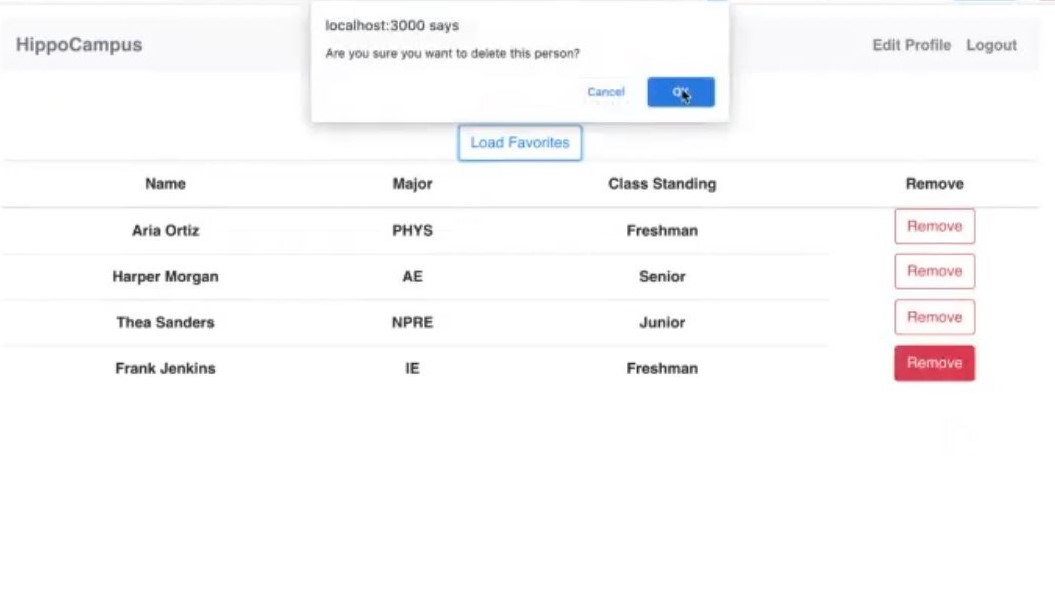 localhost:3000 says
Are you sure you want to delete this person?
Cancel
HippoCampus
Edit Profile Logout
Load Favorites
Name Major Class Standing Remove
Aria Ortiz PHYS Freshman Remove
Harper Morgan AE Senior Remove
Thea Sanders NPRE Junior Remove
Frank Jenkins IE Freshman Remove